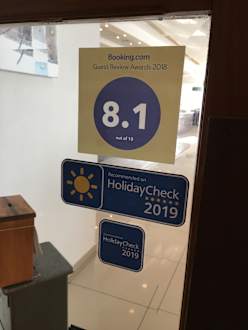 Booking.com
Guest Review Awards 2018
8.1
out of 10
Recommended on
HolidayCheck
2019
HolidayCheck
2019